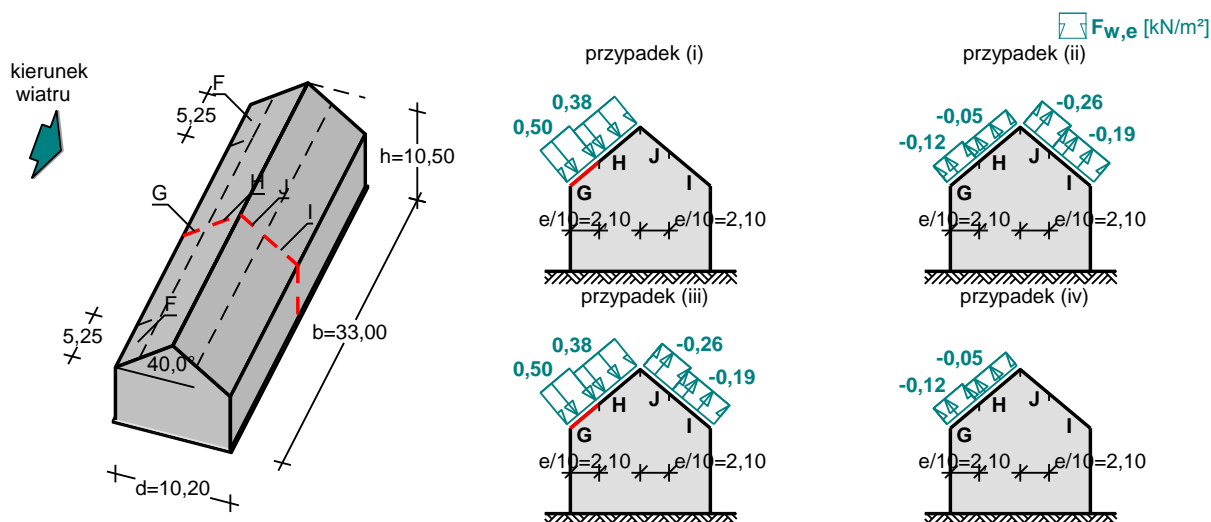 F_w,e [kN/m²]
kierunek
wiatru
F
5,25
h=10,50
G
H
J
I
F
5,25
40,0°
b=33,00
d=10,20
przypadek (i)
0,38
0,50
H
J
G
I
e/10=2,10
e/10=2,10
przypadek (ii)
-0,05
-0,12
-0,26
-0,19
H
J
G
I
e/10=2,10
e/10=2,10
przypadek (iii)
0,38
0,50
-0,26
-0,19
H
J
G
I
e/10=2,10
e/10=2,10
przypadek (iv)
-0,05
-0,12
H
J
G
I
e/10=2,10
e/10=2,10